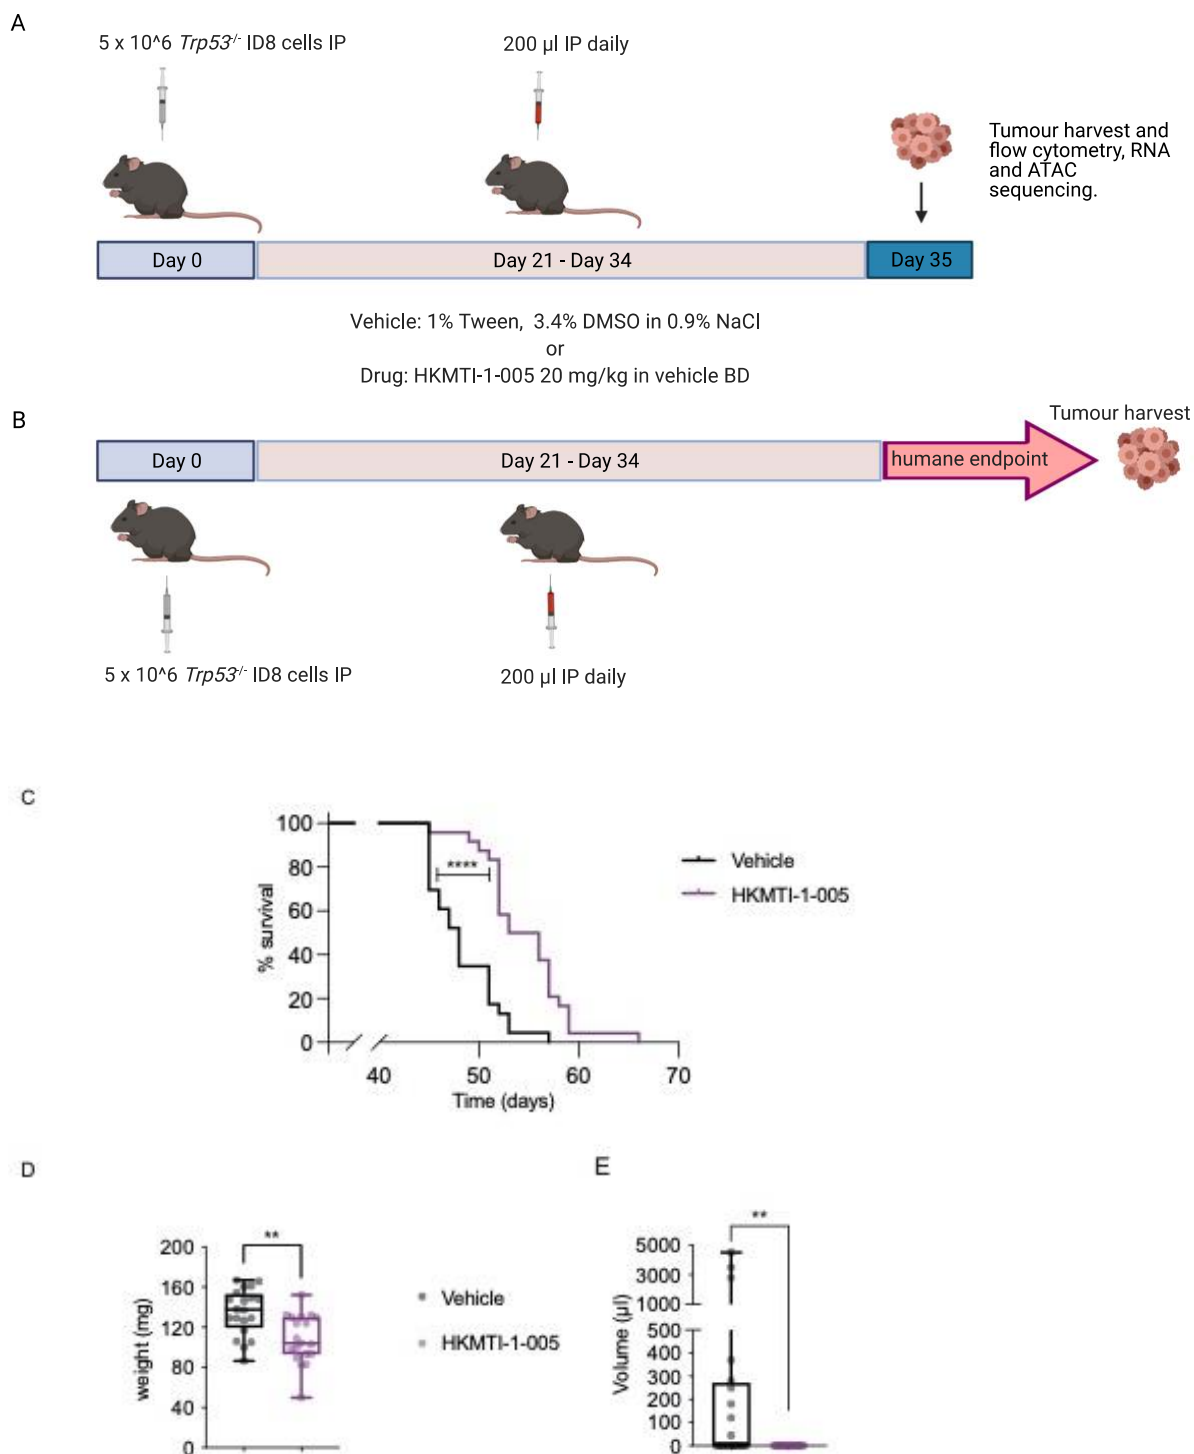 A
5 x 10^6 Trp53-/- ID8 cells IP
200 µl IP daily
Tumour harvest and
flow cytometry, RNA
and ATAC
sequencing.
Day 0
Day 21 - Day 34
Day 35
Vehicle: 1% Tween, 3.4% DMSO in 0.9% NaCl
or
Drug: HKMTI-1-005 20 mg/kg in vehicle BD
B
Tumour harvest
Day 0
Day 21 - Day 34
humane endpoint
5 x 10^6 Trp53-/- ID8 cells IP
200 µl IP daily
C
% survival
100
80
60
40
20
0
****
Vehicle
HKMTI-1-005
40
50
60
70
Time (days)
D
weight (mg)
200
160
120
80
40
0
**
Vehicle
HKMTI-1-005
E
Volume (µl)
5000
3000
1000
500
400
300
200
100
0
**